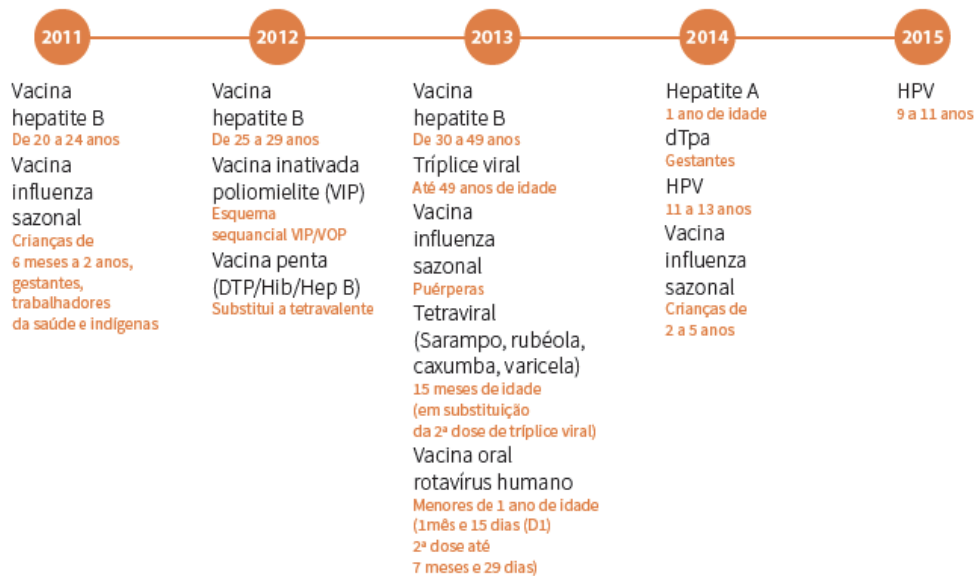 2011
2012
2013
2014
2015
Vacina
hepatite B
De 20 a 24 anos
Vacina
influenza
sazonal
Crianças de
6 meses a 2 anos,
gestantes,
trabalhadores
da saúde e indígenas
Vacina
hepatite B
De 25 a 29 anos
Vacina inativada
poliomielite (VIP)
Esquema
sequancial VIP/VOP
Vacina penta
(DTP/Hib/Hep B)
Substitui a tetravalente
Vacina
hepatite B
De 30 a 49 anos
Tríplice viral
Até 49 anos de idade
Vacina
influenza
sazonal
Puérperas
Tetraviral
(Sarampo, rubéola,
caxumba, varicela)
15 meses de idade
(em substituição
da 2ª dose de tríplice viral)
Vacina oral
rotavírus humano
Menores de 1 ano de idade
(1mês e 15 dias (D1)
2ª dose até
7 meses e 29 dias)
Hepatite A
1 ano de idade
dTpa
Gestantes
HPV
11 a 13 anos
Vacina
influenza
sazonal
Crianças de
2 a 5 anos
HPV
9 a 11 anos